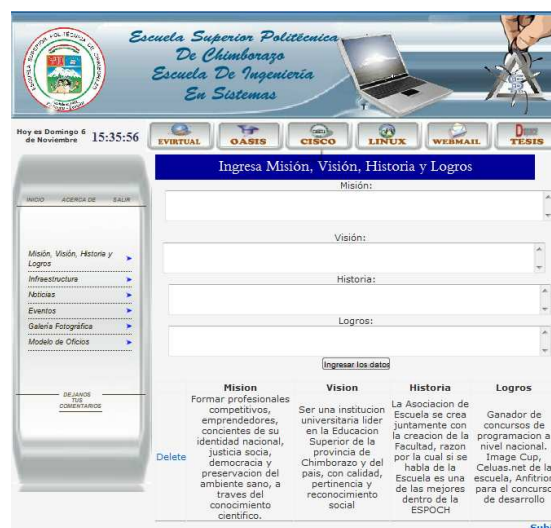 Escuela Superior Politécnica
De Chimborazo
Escuela De Ingeniería
En Sistemas
Hoy es Domingo 6
de Noviembre
15:35:56
EVIRTUAL
OASIS
CISCO
LINUX
WEBMAIL
TESIS
INICIO ACERCA DE SALIR
Misión, Visión, Historia y
Logros
Infraestructura
Noticias
Eventos
Galería Fotográfica
Modelo de Oficios
DEJANOS
TUS
COMENTARIOS
Ingresa Misión, Visión, Historia y Logros
Misión:
Visión:
Historia:
Logros:
Ingresar los datos
Mision
Formar profesionales
competitivos,
emprendedores,
concientes de su
identidad nacional,
justicia socia,
democracia y
preservacion del
ambiente sano, a
traves del
conocimiento
cientifico.
Vision
Ser una institucion
universitaria lider
en la Educacion
Superior de la
provincia de
Chimborazo y del
pais, con calidad,
pertinencia y
reconocimiento
social
Historia
La Asociacion de
Escuela se crea
juntamente con
la creacion de la
Facultad, razon
por la cual si se
habla de la
Escuela es una
de las mejores
dentro de la
ESPOCH
Logros
Ganador de
concursos de
programacion a
nivel nacional.
Image Cup,
Celuas.net de la
escuela, Anfitrion
para el concurso
de desarrollo
Delete